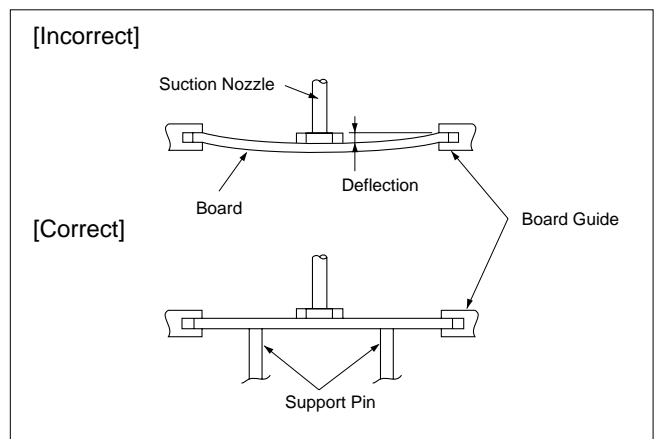 [Incorrect]
Suction Nozzle
Deflection
Board
Board Guide
[Correct]
Support Pin